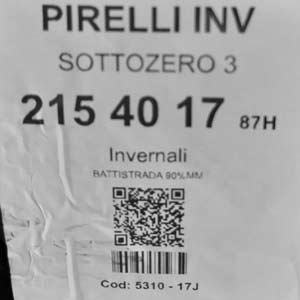 PIRELLI INV
SOTTOZERO 3
215 40 17 87H
Invernali
BATTISTRADA 90%MM
Cod: 5310 - 17J